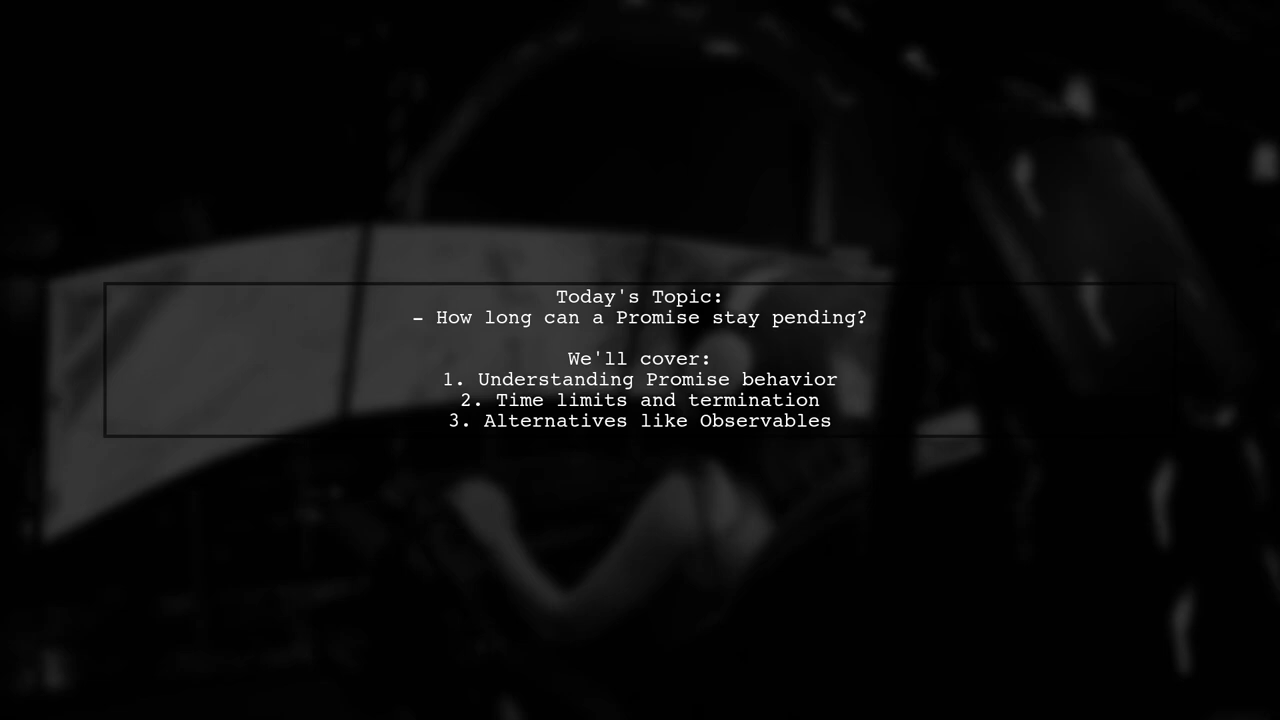 Today's Topic:
- How long can a Promise stay pending?
We'll cover:
1. Understanding Promise behavior
2. Time limits and termination
3. Alternatives like Observables